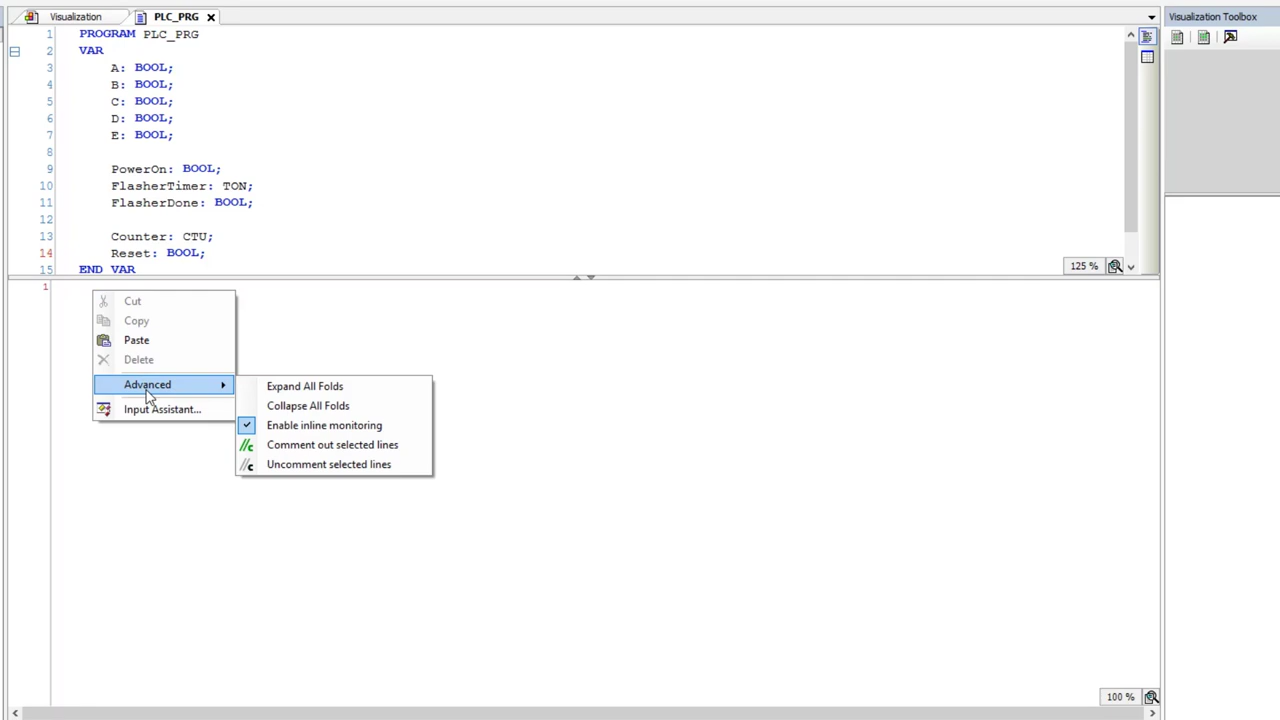 Visualization
PLC_PRG
Visualization Toolbox
1 PROGRAM PLC_PRG
2 VAR
3 A: BOOL;
4 B: BOOL;
5 C: BOOL;
6 D: BOOL;
7 E: BOOL;
8
9 PowerOn: BOOL;
10 FlasherTimer: TON;
11 FlasherDone: BOOL;
12
13 Counter: CTU;
14 Reset: BOOL;
15 END_VAR
125 %
1
Cut
Copy
Paste
Delete
Advanced
Input Assistant...
Expand All Folds
Collapse All Folds
Enable inline monitoring
Comment out selected lines
Uncomment selected lines
100 %